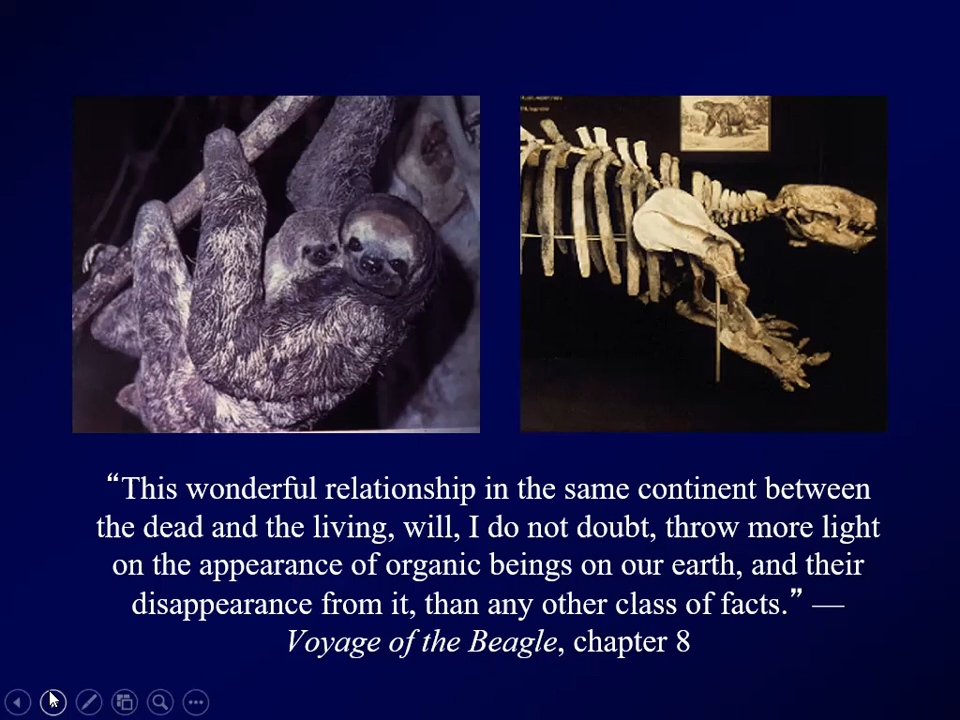 “This wonderful relationship in the same continent between
the dead and the living, will, I do not doubt, throw more light
on the appearance of organic beings on our earth, and their
disappearance from it, than any other class of facts.” —
Voyage of the Beagle, chapter 8